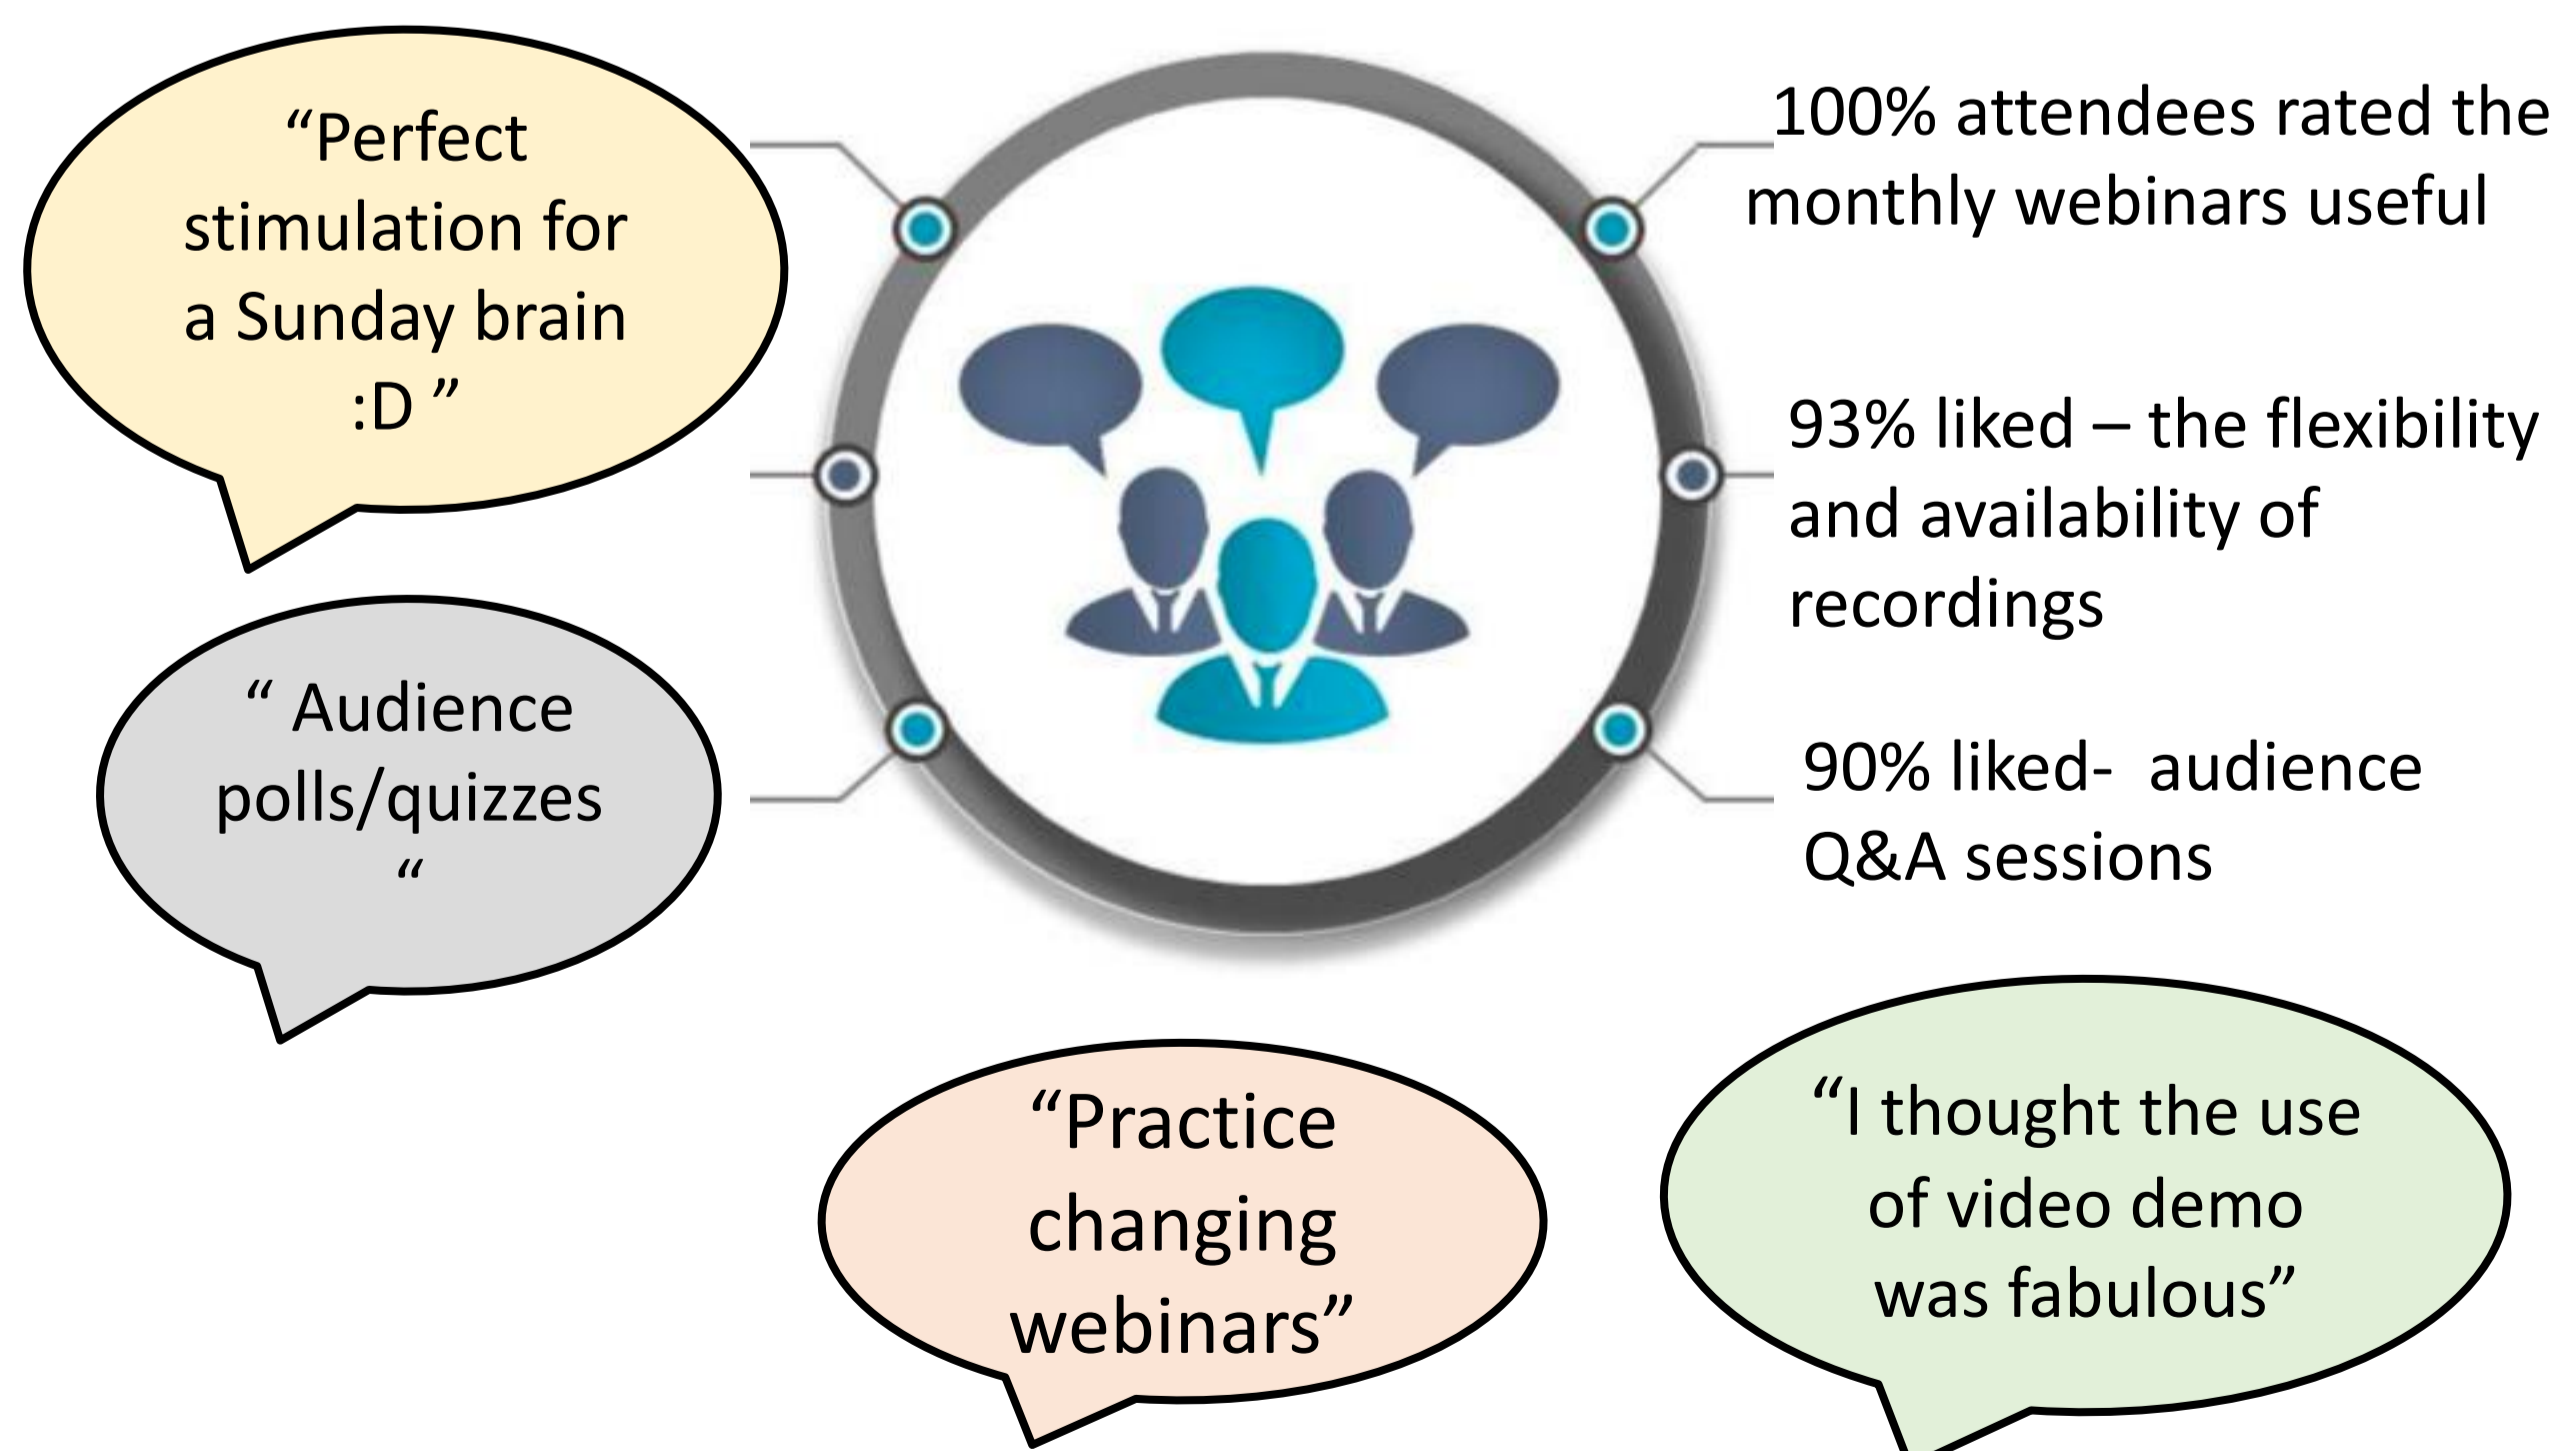 “Perfect
stimulation for
a Sunday brain
:D ”
“ Audience
polls/quizzes
“
100% attendees rated the
monthly webinars useful
93% liked – the flexibility
and availability of
recordings
90% liked-  audience
Q&A sessions
“Practice
changing
webinars”
“I thought the use
of video demo
was fabulous”